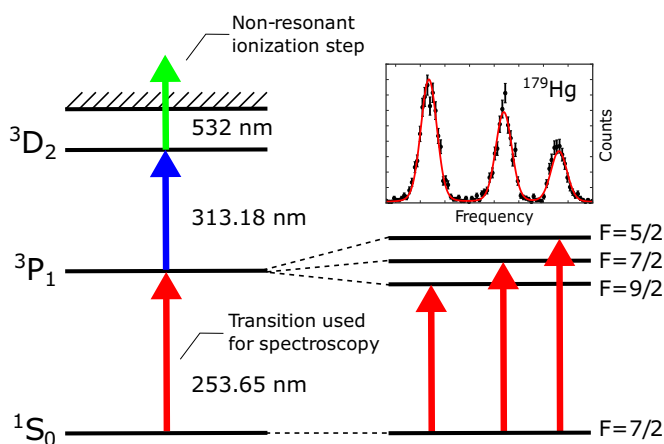 Non-resonant
ionization step
532 nm
³D₂
313.18 nm
³P₁
Transition used
for spectroscopy
253.65 nm
¹S₀
¹⁷⁹Hg
Counts
Frequency
F=5/2
F=7/2
F=9/2
F=7/2